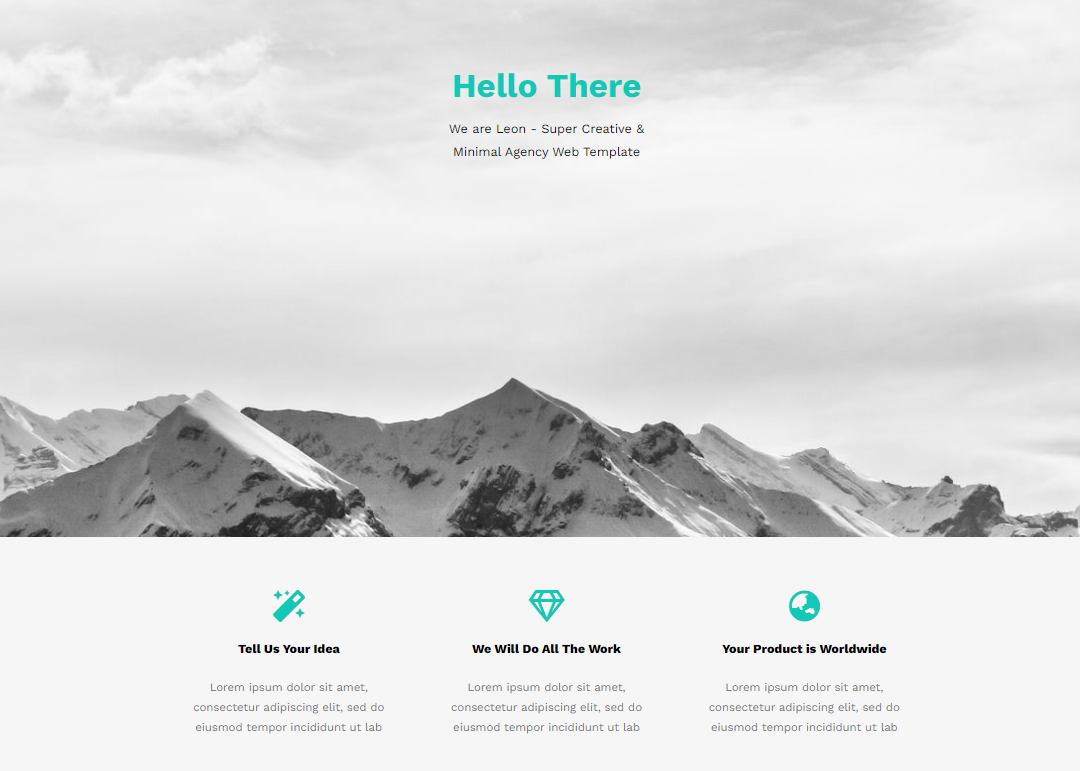 Hello There
We are Leon - Super Creative &
Minimal Agency Web Template
Tell Us Your Idea
Lorem ipsum dolor sit amet,
consectetur adipiscing elit, sed do
eiusmod tempor incididunt ut lab
We Will Do All The Work
Lorem ipsum dolor sit amet,
consectetur adipiscing elit, sed do
eiusmod tempor incididunt ut lab
Your Product is Worldwide
Lorem ipsum dolor sit amet,
consectetur adipiscing elit, sed do
eiusmod tempor incididunt ut lab